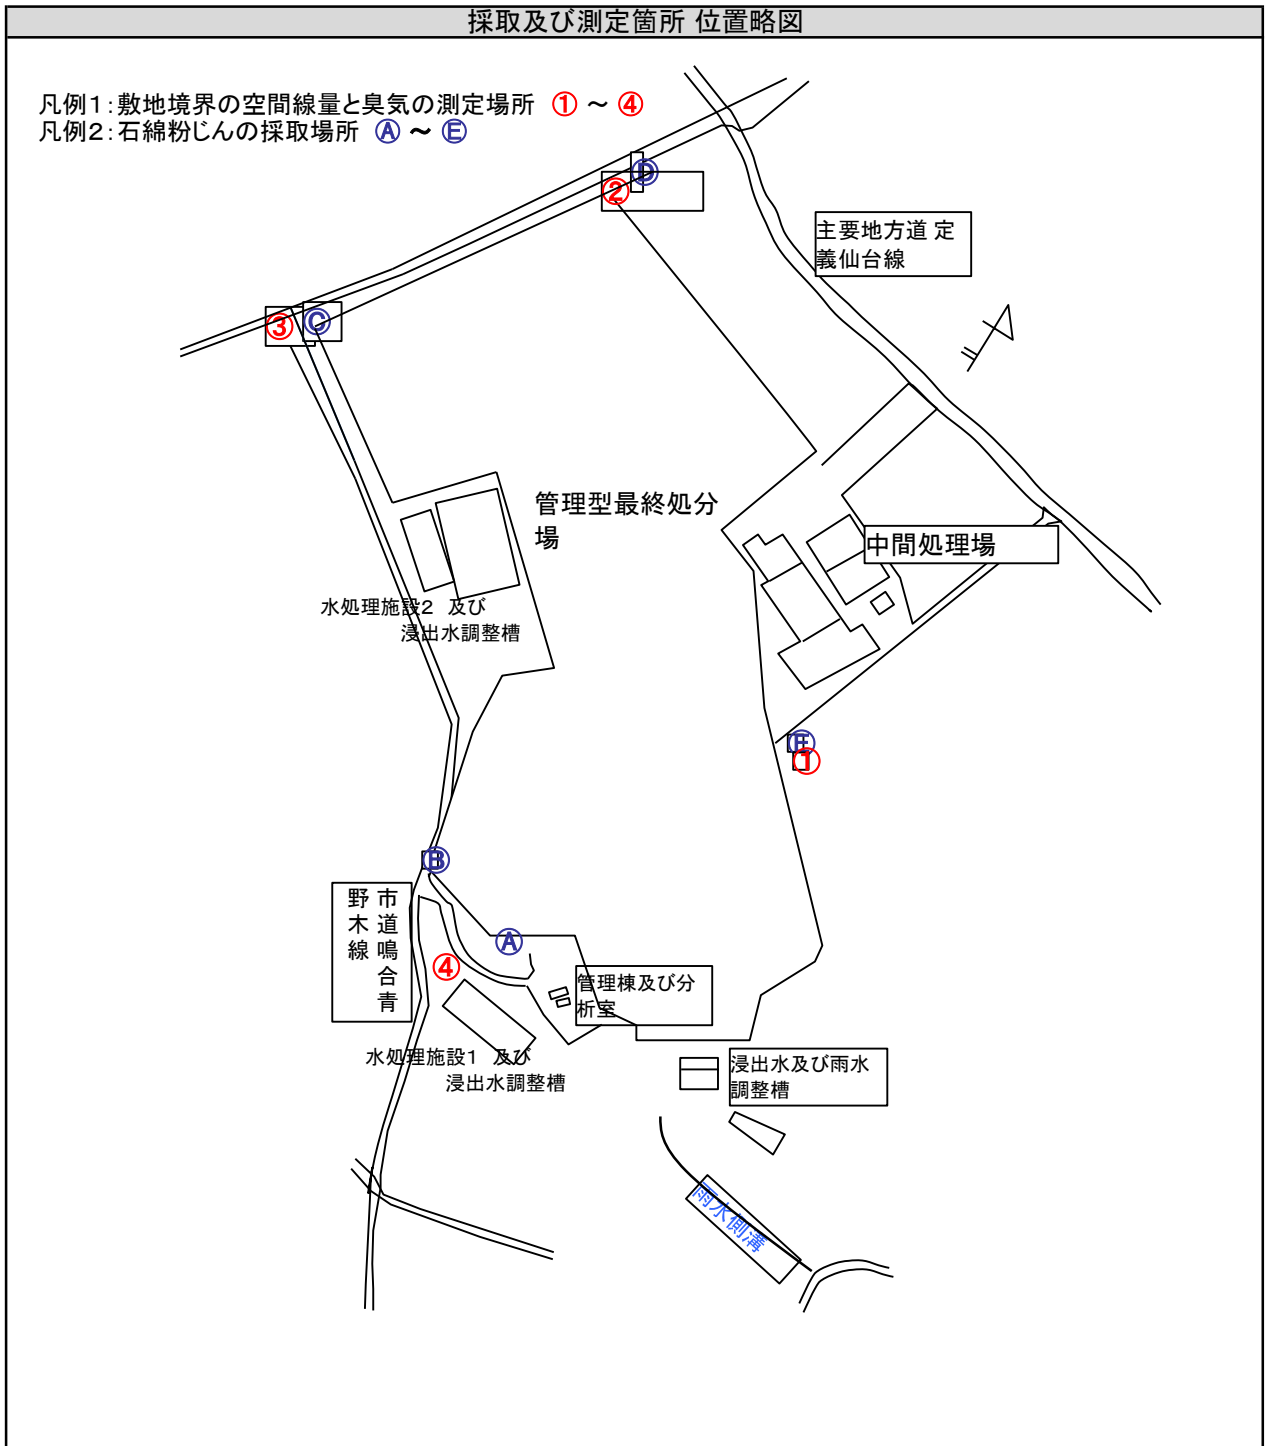 採取及び測定箇所 位置略図
凡例1:敷地境界の空間線量と臭気の測定場所 ① ～ ④
凡例2:石綿粉じんの採取場所 Ⓐ ～ Ⓔ
Ⓓ
②
主要地方道 定
義仙台線
③
Ⓒ
管理型最終処分
場
中間処理場
水処理施設2 及び
浸出水調整槽
Ⓔ
①
Ⓑ
市道鳴合青
野木線
Ⓐ
④
管理棟及び分
析室
水処理施設1 及び
浸出水調整槽
浸出水及び雨水
調整槽
雨水側溝